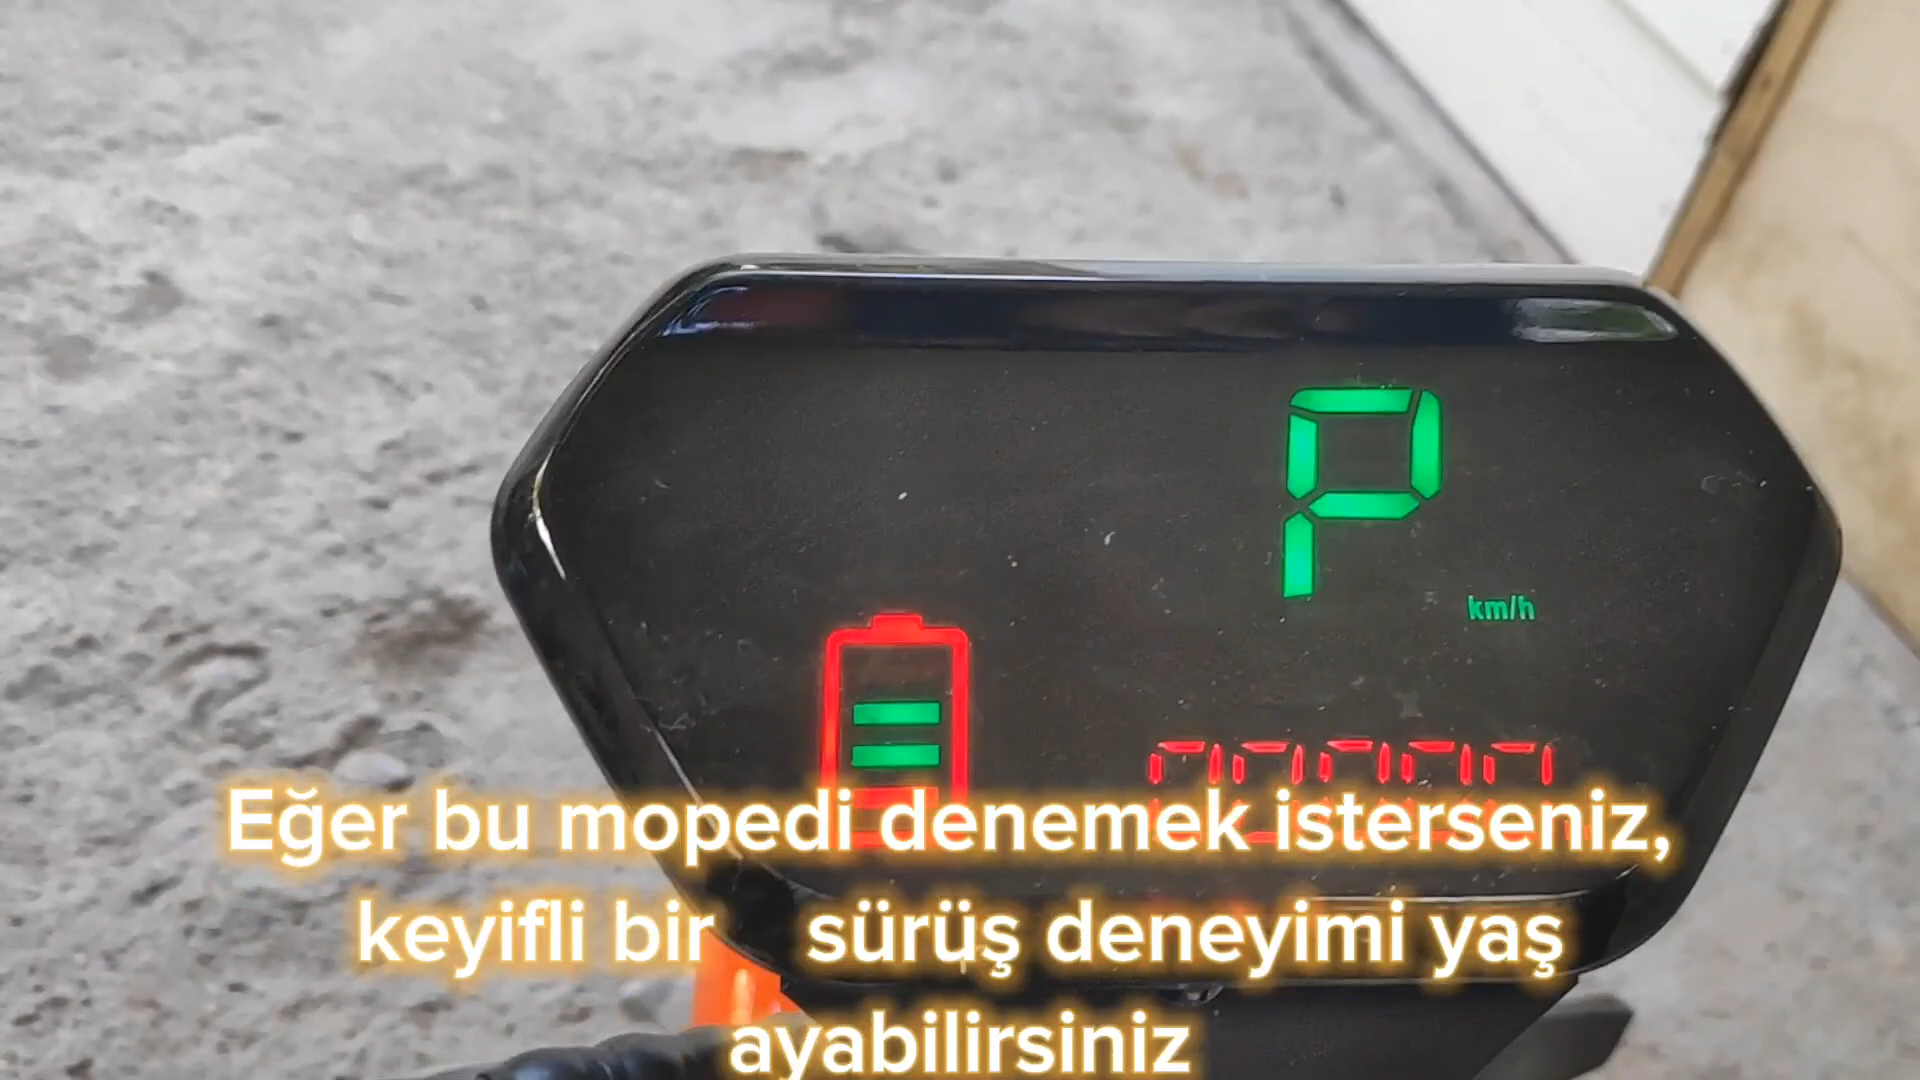 P
km/h
Eğer bu mopedi denemek isterseniz,
keyifli bir sürüş deneyimi yaş
ayabilirsiniz